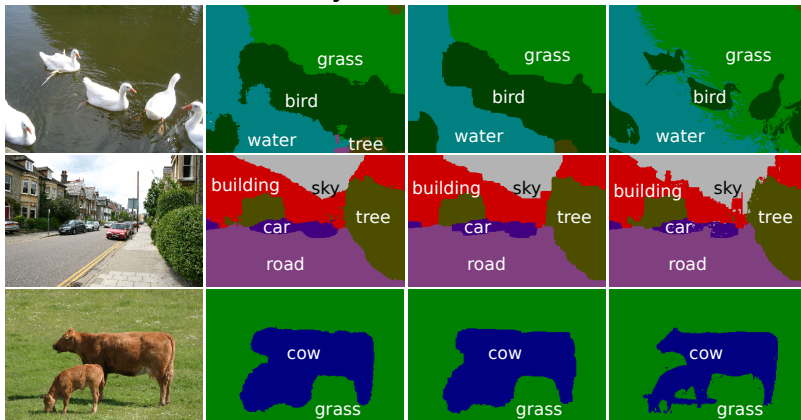 grass
bird
water
tree
grass
bird
water
grass
bird
water
building
sky
tree
car
road
building
sky
tree
car
road
building
sky
tree
car
road
cow
grass
cow
grass
cow
grass